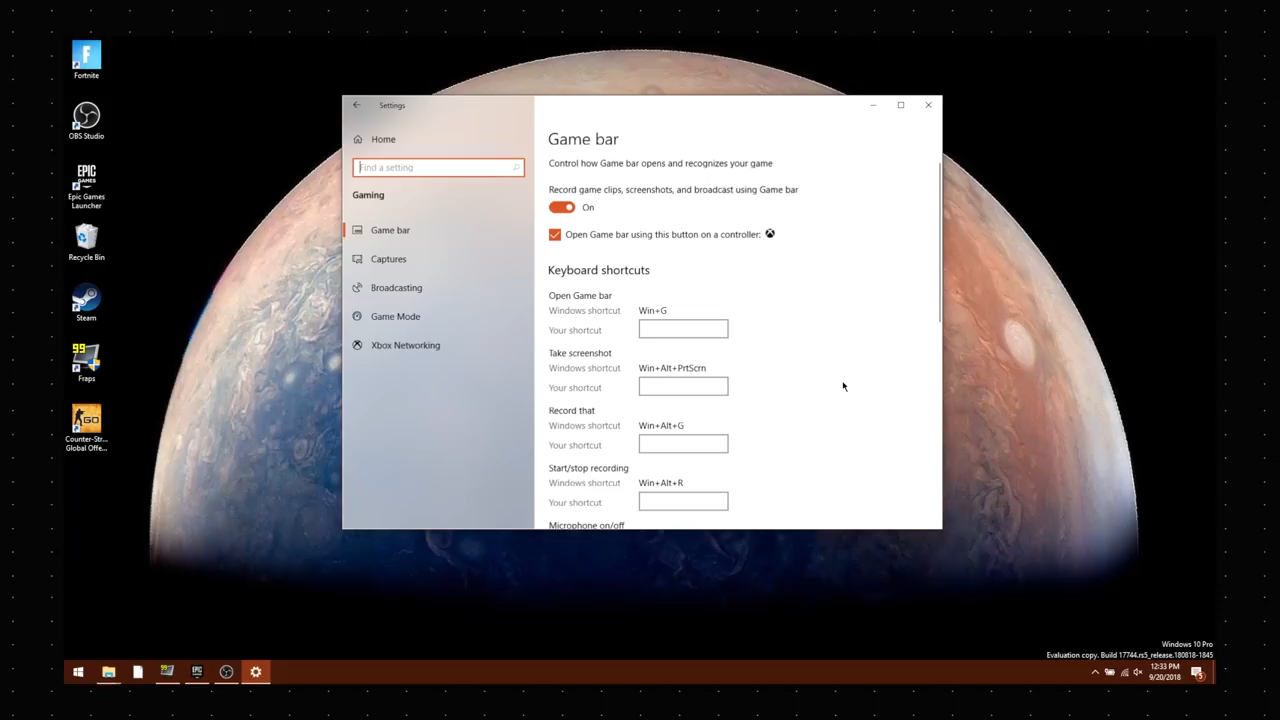 Fortnite
OBS Studio
EPIC GAMES
Epic Games
Launcher
Recycle Bin
Steam
99
Fraps
GO
Counter-Str...
Global Offe...
Settings
Home
Find a setting
Gaming
Game bar
Captures
Broadcasting
Game Mode
Xbox Networking
Game bar
Control how Game bar opens and recognizes your game
Record game clips, screenshots, and broadcast using Game bar
On
Open Game bar using this button on a controller:
Keyboard shortcuts
Open Game bar
Windows shortcut Win+G
Your shortcut
Take screenshot
Windows shortcut Win+Alt+PrtScrn
Your shortcut
Record that
Windows shortcut Win+Alt+G
Your shortcut
Start/stop recording
Windows shortcut Win+Alt+R
Your shortcut
Microphone on/off
Windows 10 Pro
Evaluation copy. Build 17744.rs5_release.180818-1845
12:33 PM
9/20/2018
5